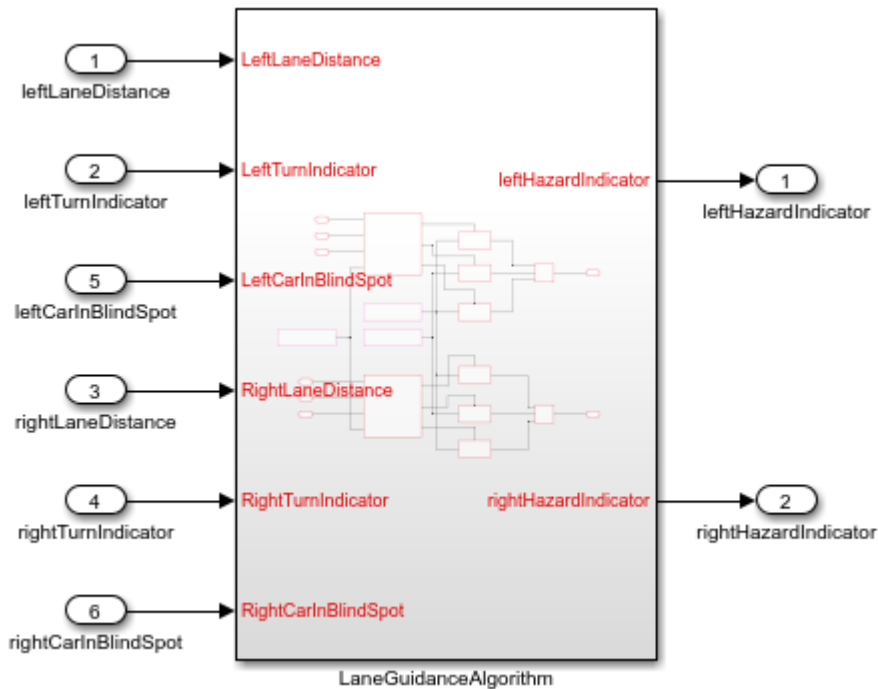 1
leftLaneDistance
LeftLaneDistance
2
leftTurnIndicator
LeftTurnIndicator
leftHazardIndicator
1
leftHazardIndicator
5
leftCarInBlindSpot
LeftCarInBlindSpot
3
rightLaneDistance
RightLaneDistance
4
rightTurnIndicator
RightTurnIndicator
rightHazardIndicator
2
rightHazardIndicator
6
rightCarInBlindSpot
RightCarInBlindSpot
LaneGuidanceAlgorithm